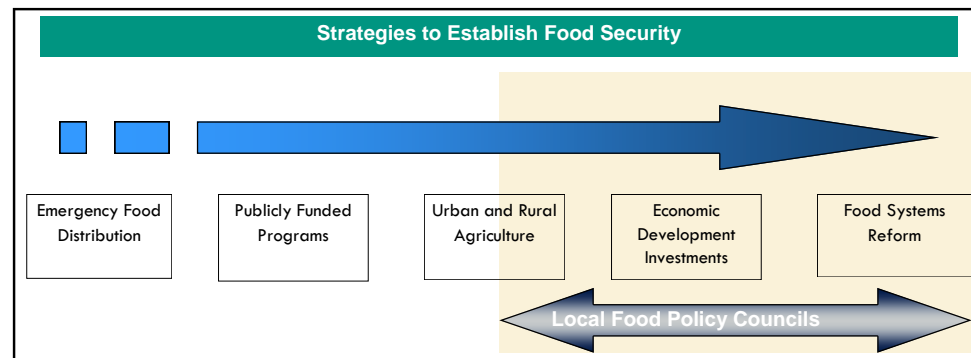 Strategies to Establish Food Security
Emergency Food
Distribution
Publicly Funded
Programs
Urban and Rural
Agriculture
Economic
Development
Investments
Food Systems
Reform
Local Food Policy Councils